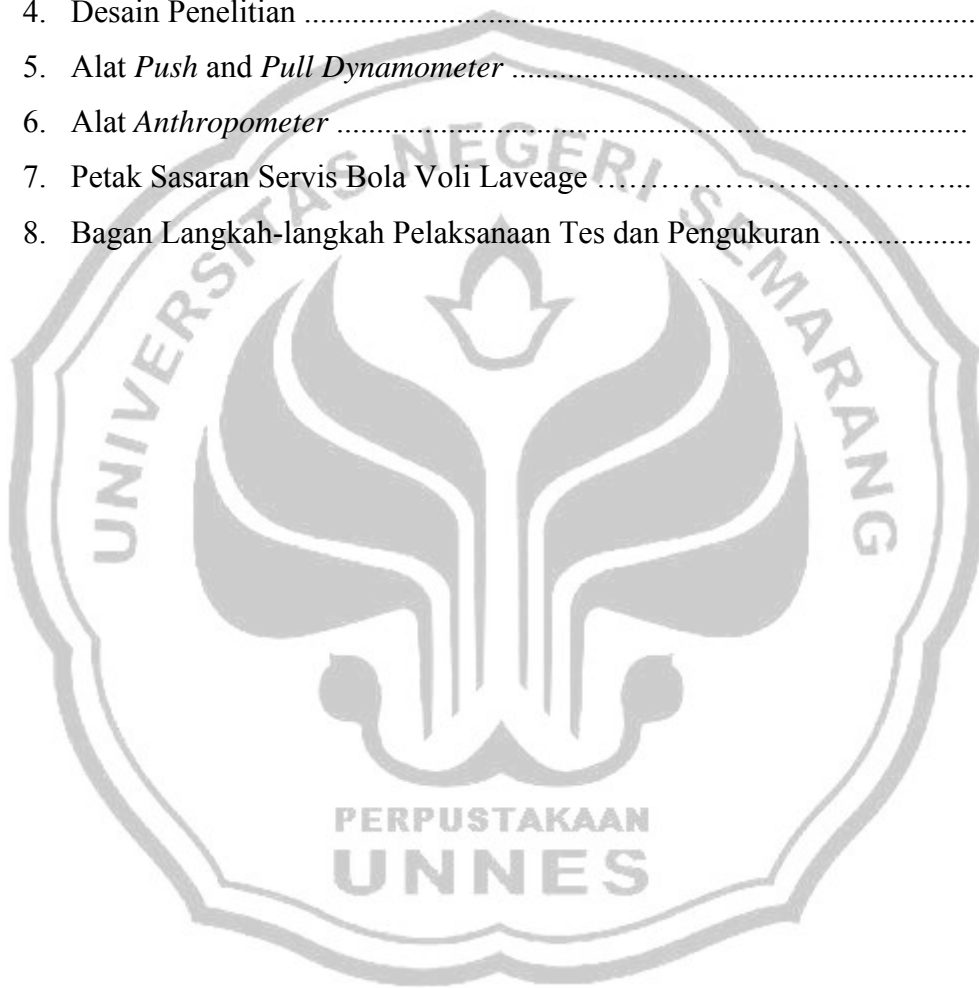 4. Desain Penelitian ....................................................................................
5. Alat Push and Pull Dynamometer ..........................................................
6. Alat Anthropometer ...............................................................................
7. Petak Sasaran Servis Bola Voli Laveage ……………………………...
8. Bagan Langkah-langkah Pelaksanaan Tes dan Pengukuran ..................
UNIVERSITAS NEGERI SEMARANG
PERPUSTAKAAN
UNNES